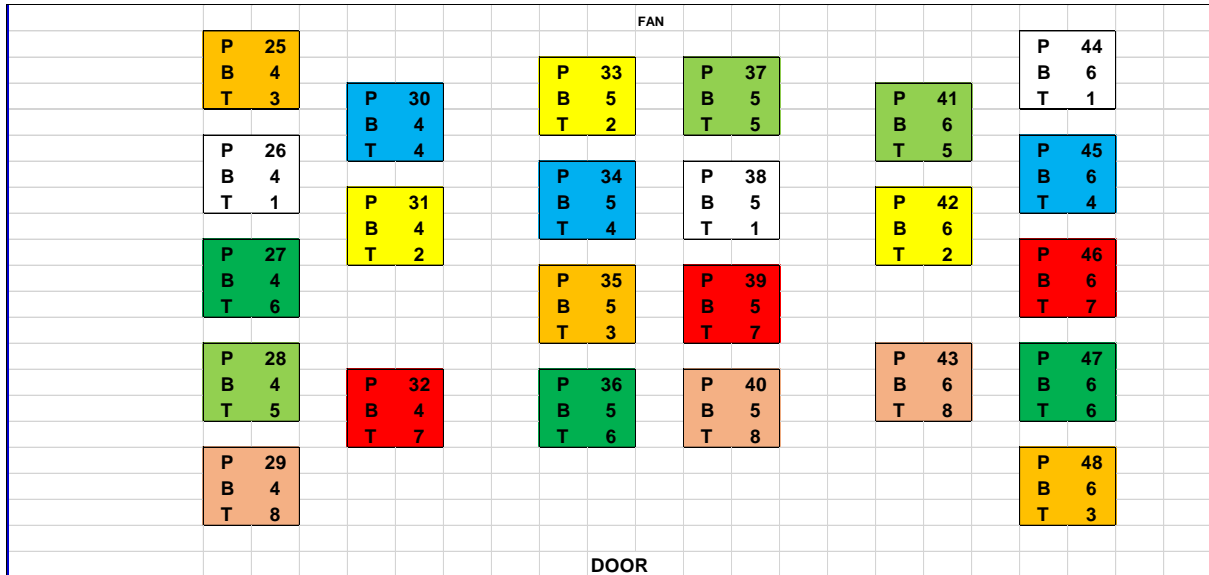 FAN
P 25
B 4
T 3
P 26
B 4
T 1
P 27
B 4
T 6
P 28
B 4
T 5
P 29
B 4
T 8
P 30
B 4
T 4
P 31
B 4
T 2
P 32
B 4
T 7
P 33
B 5
T 2
P 34
B 5
T 4
P 35
B 5
T 3
P 36
B 5
T 6
P 37
B 5
T 5
P 38
B 5
T 1
P 39
B 5
T 7
P 40
B 5
T 8
P 41
B 6
T 5
P 42
B 6
T 2
P 43
B 6
T 8
P 44
B 6
T 1
P 45
B 6
T 4
P 46
B 6
T 7
P 47
B 6
T 6
P 48
B 6
T 3
DOOR